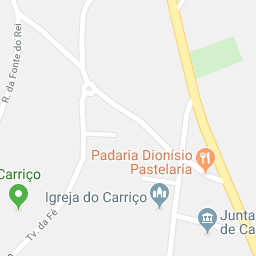 R. da Fonte do Rei
Padaria Dionísio
Pastelaria
Carriço
Igreja do Carriço
Junta
de Ca
Tv. da Fé